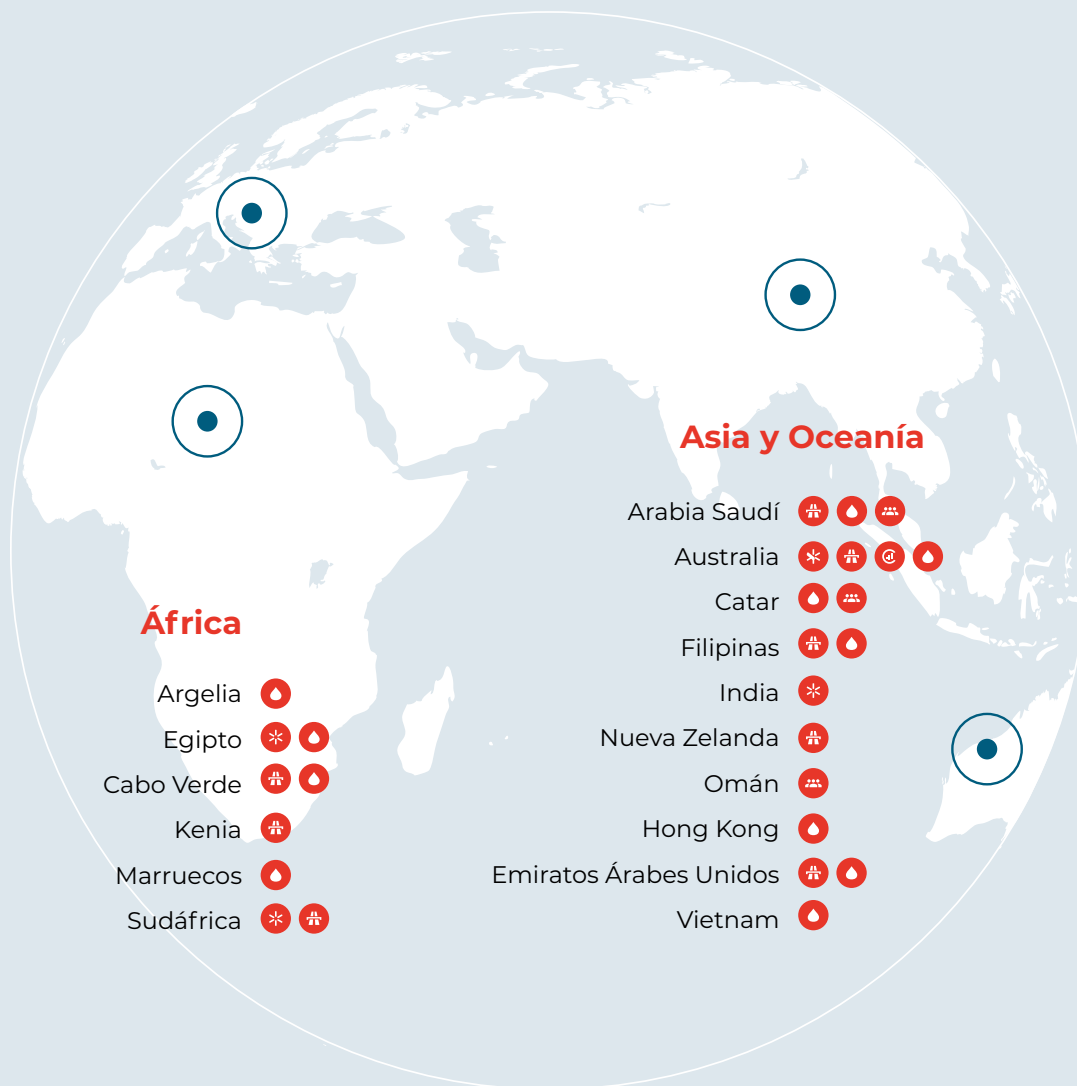 África
Argelia
Egipto
Cabo Verde
Kenia
Marruecos
Sudáfrica
Asia y Oceanía
Arabia Saudí
Australia
Catar
Filipinas
India
Nueva Zelanda
Omán
Hong Kong
Emiratos Árabes Unidos
Vietnam